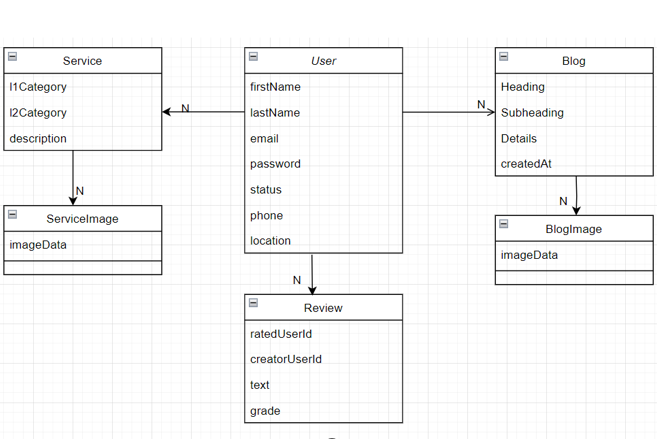 Service
l1Category
l2Category
description
N
N
ServiceImage
imageData
User
firstName
lastName
email
password
status
phone
location
N
Review
ratedUserId
creatorUserId
text
grade
N
Blog
Heading
Subheading
Details
createdAt
N
BlogImage
imageData